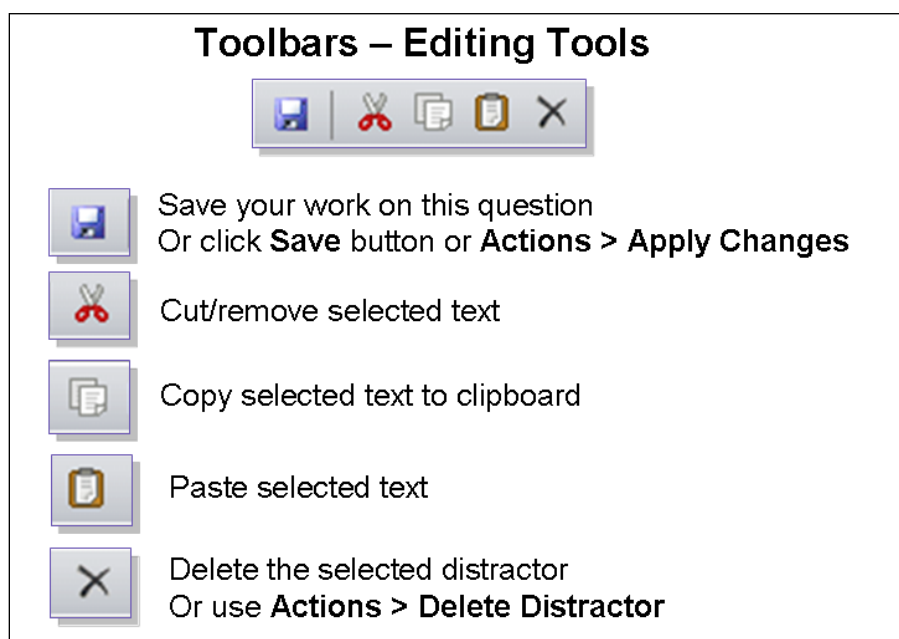 Toolbars – Editing Tools
Save your work on this question
Or click Save button or Actions > Apply Changes
Cut/remove selected text
Copy selected text to clipboard
Paste selected text
Delete the selected distractor
Or use Actions > Delete Distractor